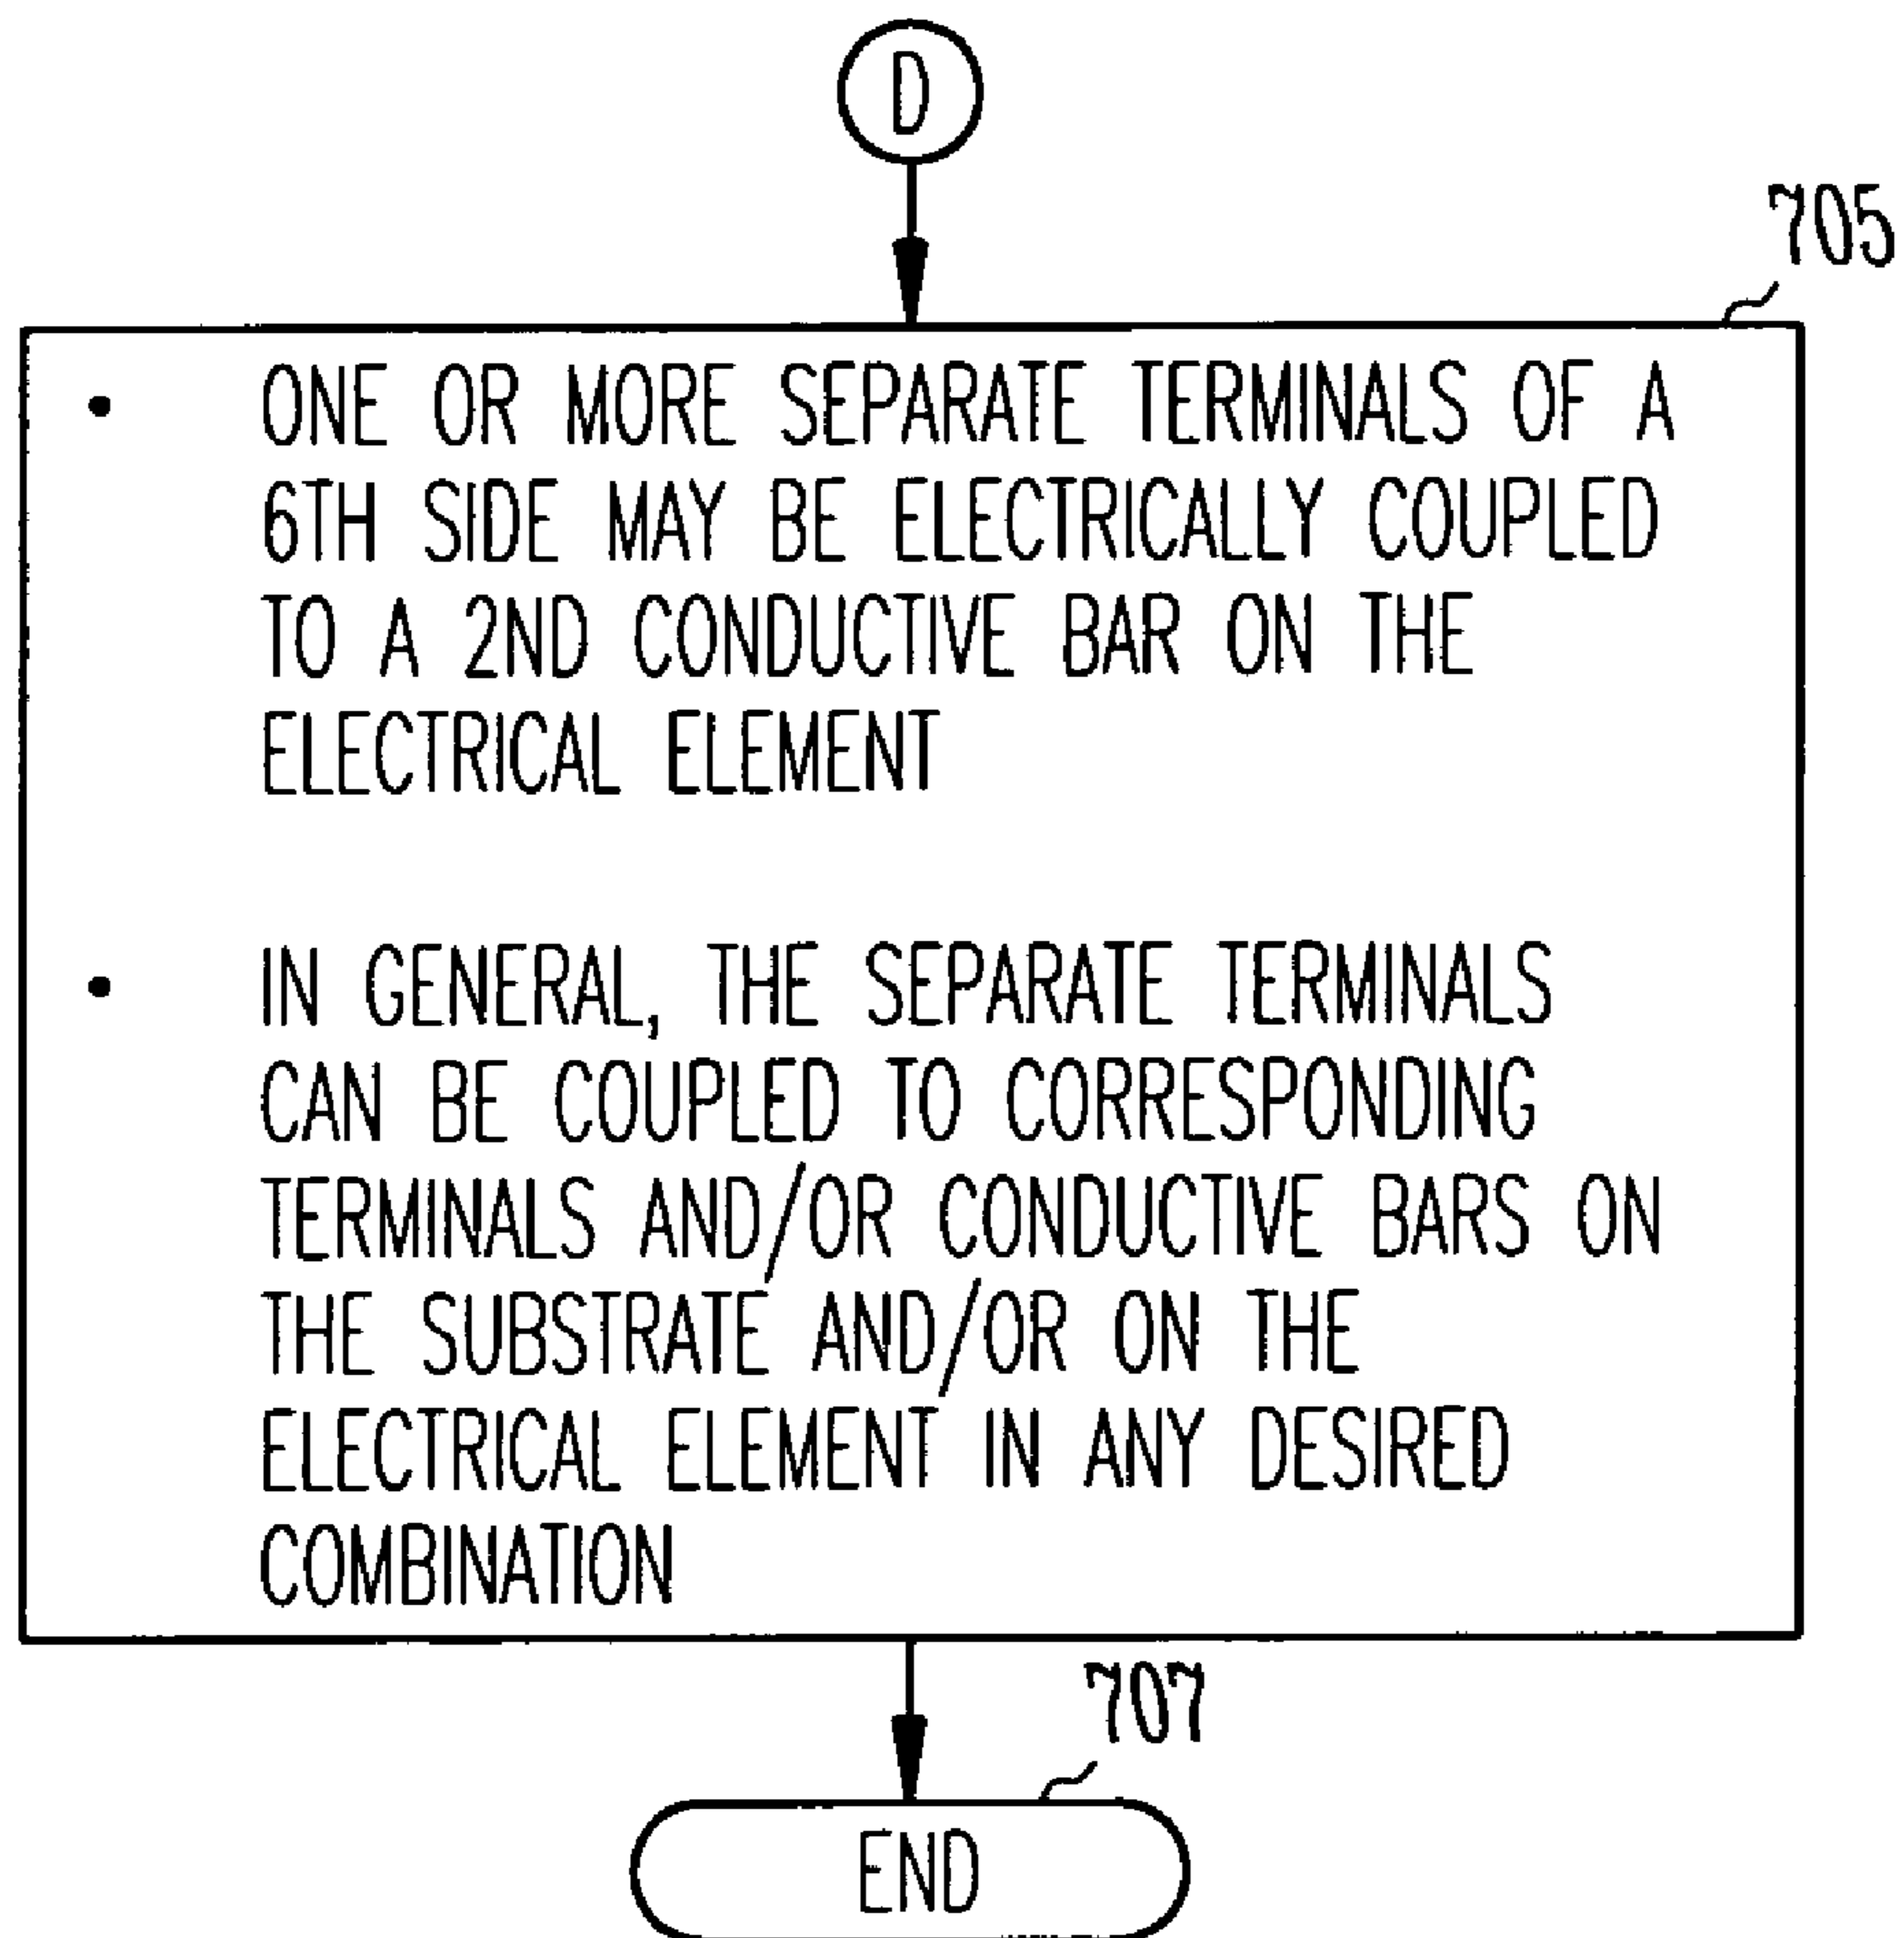 D
705
• ONE OR MORE SEPARATE TERMINALS OF A
6TH SIDE MAY BE ELECTRICALLY COUPLED
TO A 2ND CONDUCTIVE BAR ON THE
ELECTRICAL ELEMENT
• IN GENERAL, THE SEPARATE TERMINALS
CAN BE COUPLED TO CORRESPONDING
TERMINALS AND/OR CONDUCTIVE BARS ON
THE SUBSTRATE AND/OR ON THE
ELECTRICAL ELEMENT IN ANY DESIRED
COMBINATION
707
END